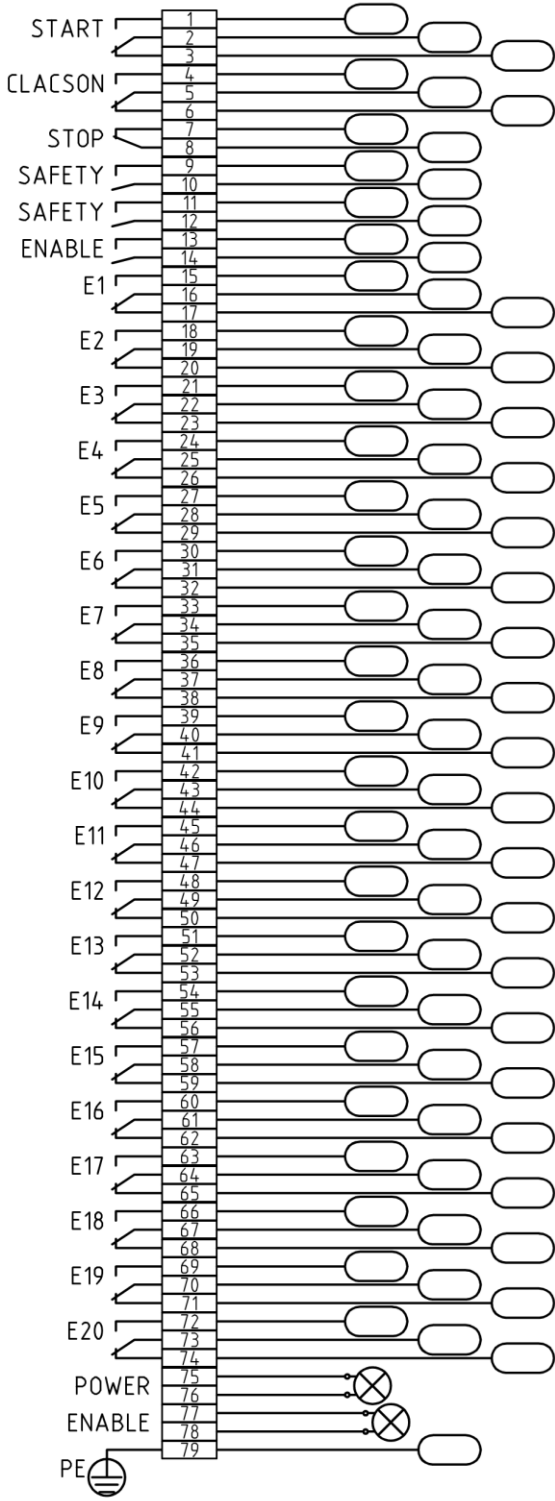 START
1
2
3
CLACSON
4
5
6
STOP
7
8
SAFETY
9
10
SAFETY
11
12
ENABLE
13
14
E1
15
16
17
E2
18
19
20
E3
21
22
23
E4
24
25
26
E5
27
28
29
E6
30
31
32
E7
33
34
35
E8
36
37
38
E9
39
40
41
E10
42
43
44
E11
45
46
47
E12
48
49
50
E13
51
52
53
E14
54
55
56
E15
57
58
59
E16
60
61
62
E17
63
64
65
E18
66
67
68
E19
69
70
71
E20
72
73
74
POWER
75
76
ENABLE
77
78
79
PE